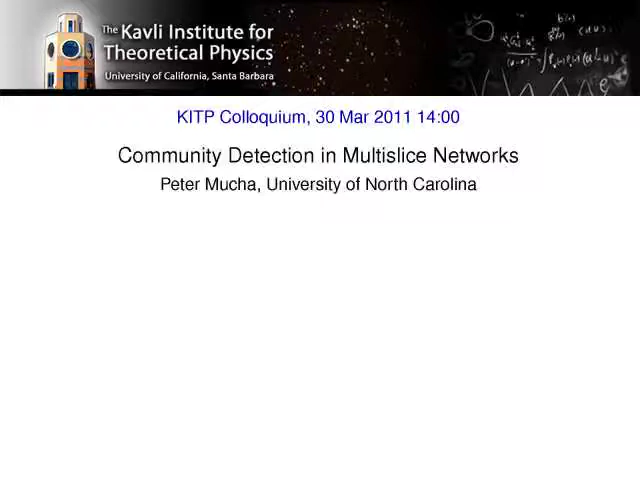 The Kavli Institute for
Theoretical Physics
University of California, Santa Barbara
KITP Colloquium, 30 Mar 2011 14:00
Community Detection in Multislice Networks
Peter Mucha, University of North Carolina